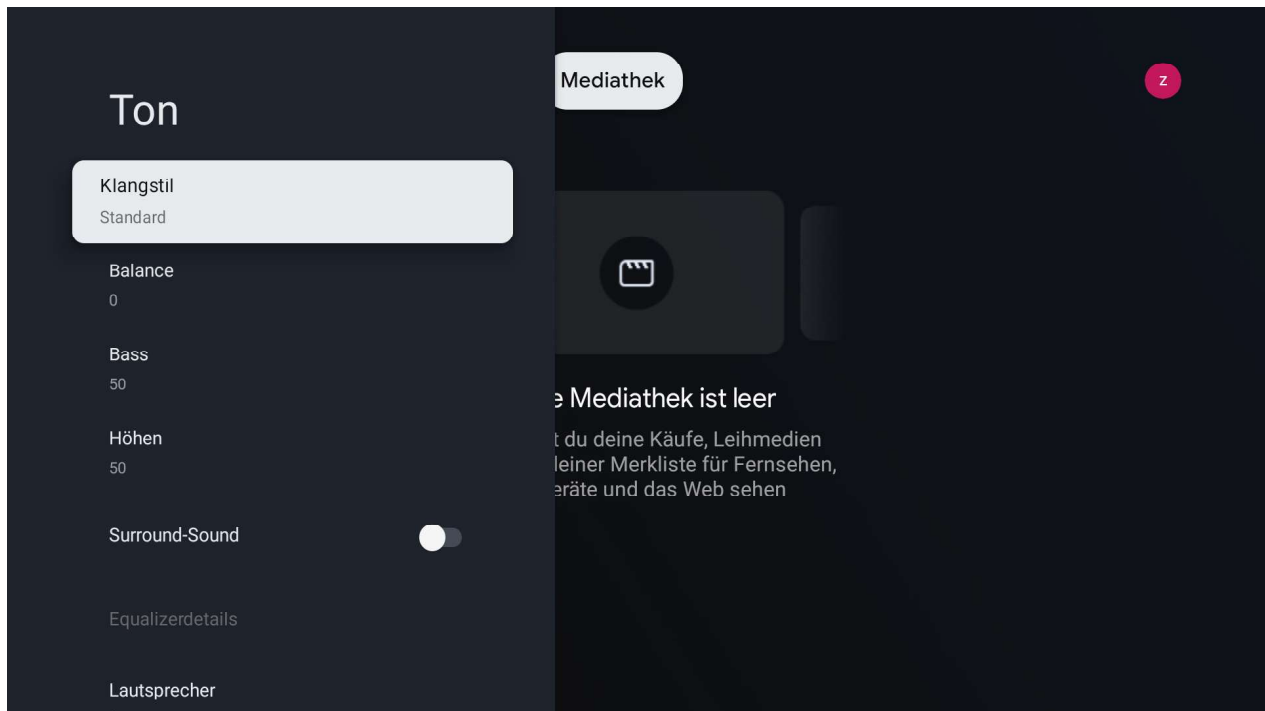 Ton
Klangstil
Standard
Balance
0
Bass
50
Höhen
50
Surround-Sound
Equalizerdetails
Lautsprecher
Mediathek
Z
e Mediathek ist leer
t du deine Käufe, Leihmedien
leiner Merkliste für Fernsehen,
eräte und das Web sehen